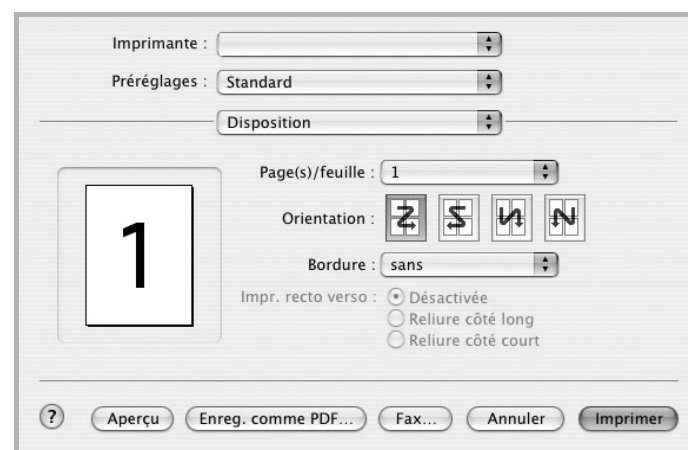 Imprimante :
Préréglages : Standard
Disposition
Page(s)/feuille : 1
1
Orientation :
Bordure : sans
Impr. recto verso : Désactivée
Reliure côté long
Reliure côté court
? Aperçu Enreg. comme PDF... Fax... Annuler Imprimer